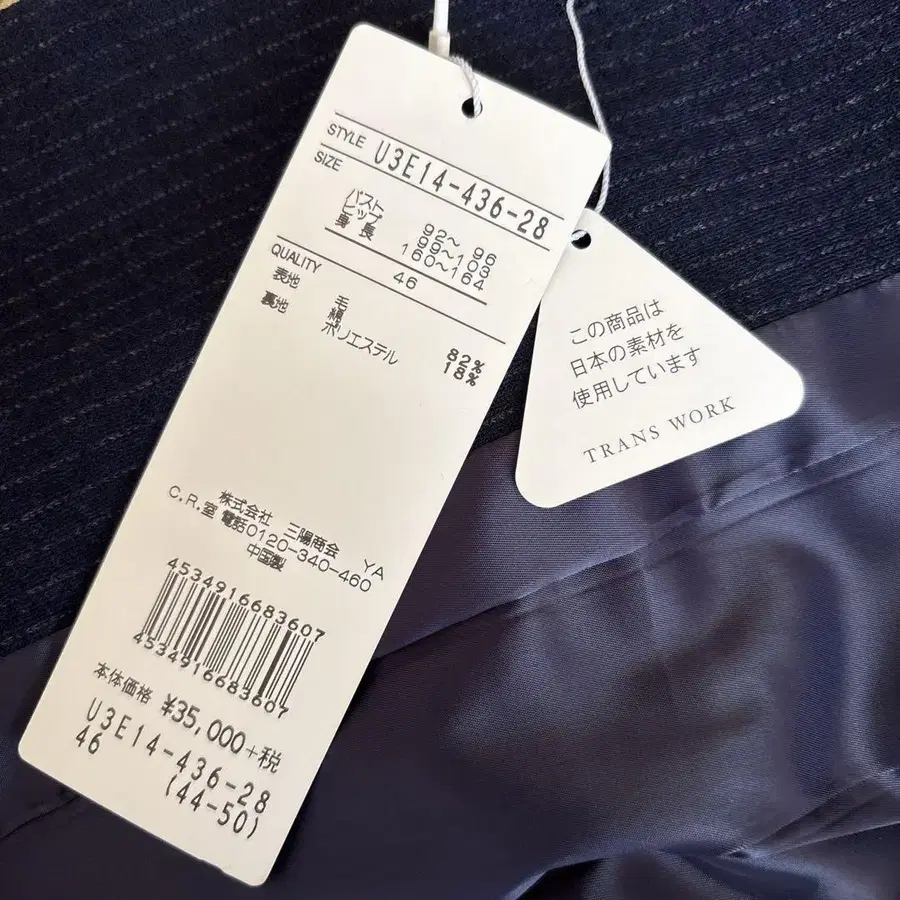 STYLE U3E14-436-28
SIZE
バスト 92〜 96
ヒップ 99〜103
身 長 160〜164
46
QUALITY
表地 毛 82%
絹 18%
裏地 ポリエステル
株式会社 三陽商会 YA
C.R.室 電話0120-340-460
中国製
4534916683607
4534916683607
本体価格 ¥35,000+税
U3E14-436-28
46 (44-50)
この商品は
日本の素材を
使用しています
TRANS WORK